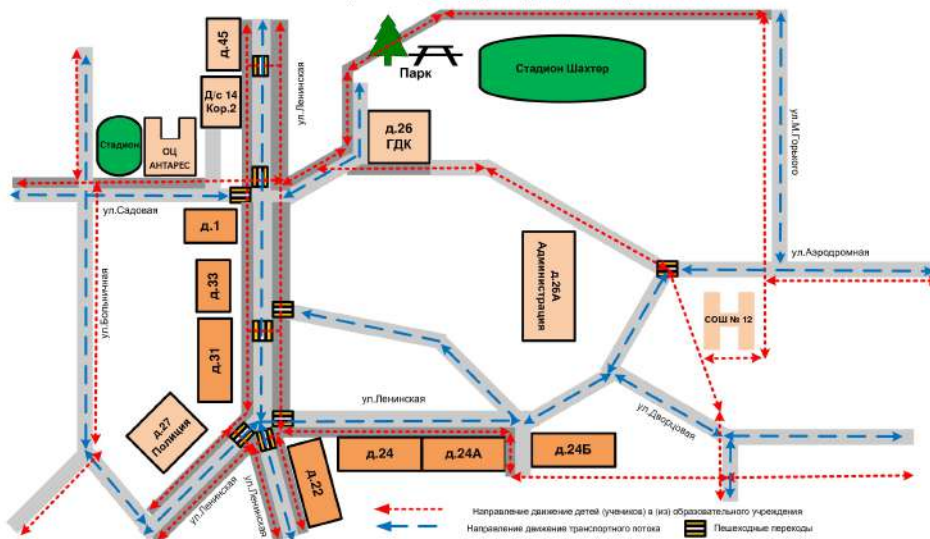 д.45
Д/с 14
Кор.2
ул.Ленинская
Парк
Стадион Шахтер
д.26
ГДК
ул.М.Горького
Стадион
ОЦ
АНТАРЕС
ул.Садовая
д.1
ул.Аэродромная
д.26А
Администрация
д.33
СОШ № 12
ул.Больничная
д.31
ул.Ленинская
ул.Дворцовая
д.27
Полиция
д.24
д.24А
д.24Б
д.22
ул.Ленинская
ул.Ленинская
Направление движение детей (учеников) в (из) образовательного учреждения
Направление движения транспортного потока
Пешеходные переходы